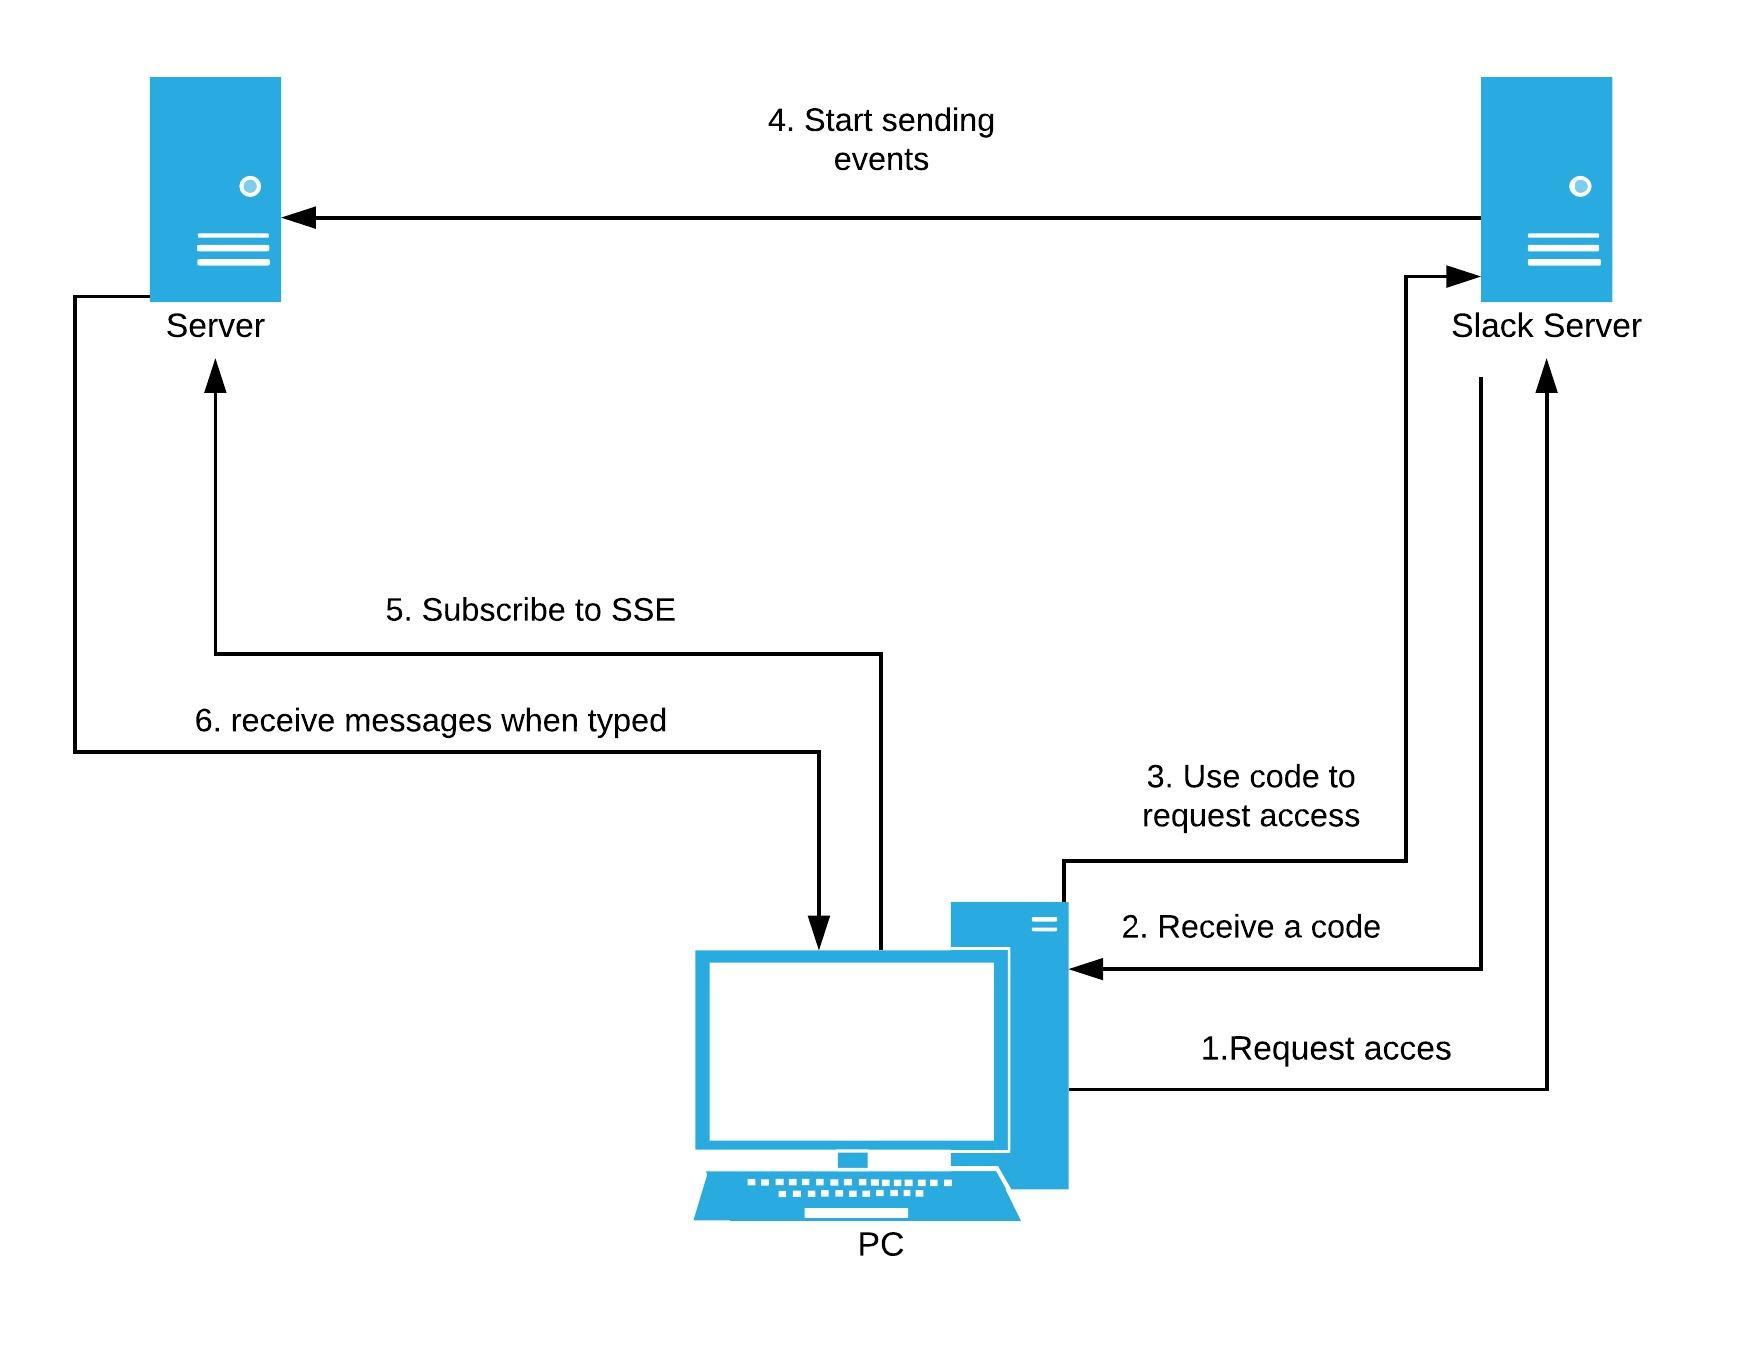 4. Start sending
events
Server
Slack Server
5. Subscribe to SSE
6. receive messages when typed
3. Use code to
request access
2. Receive a code
1.Request acces
PC